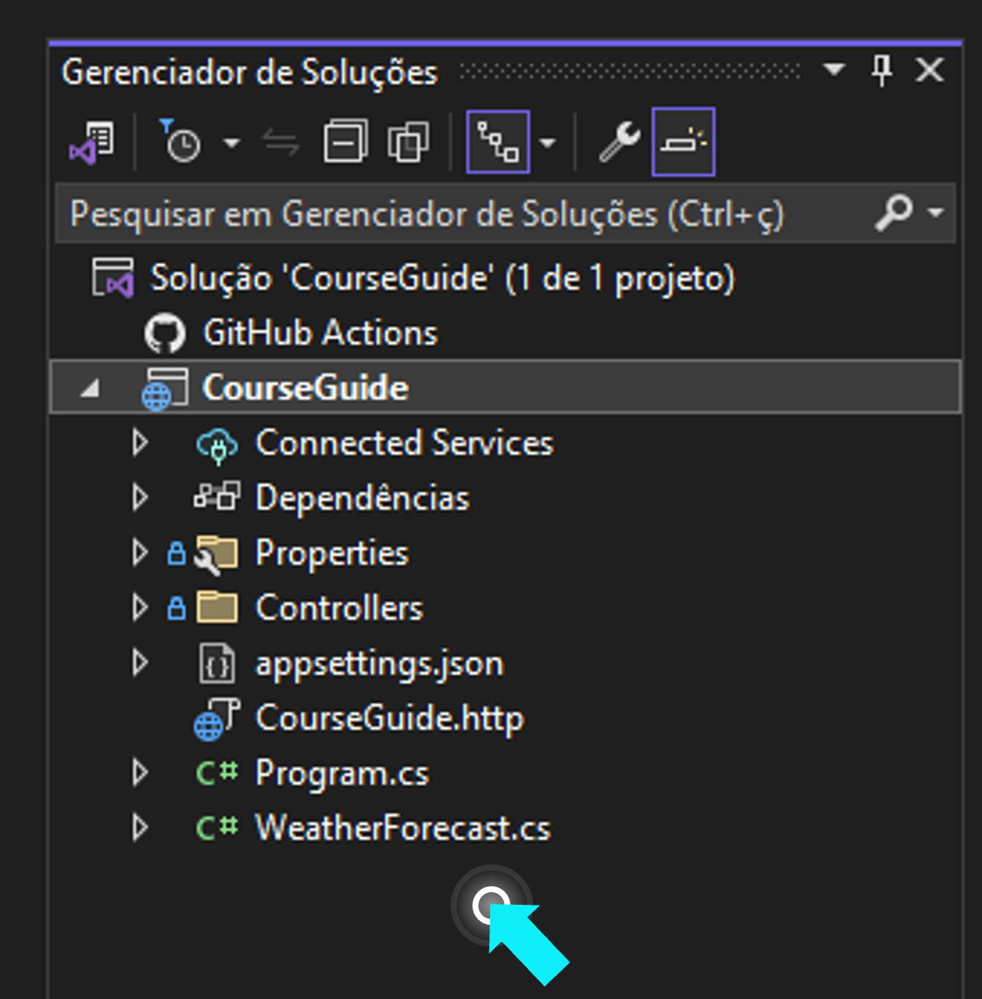 Gerenciador de Soluções
Pesquisar em Gerenciador de Soluções (Ctrl+ç)
Solução 'CourseGuide' (1 de 1 projeto)
GitHub Actions
CourseGuide
Connected Services
Dependências
Properties
Controllers
appsettings.json
CourseGuide.http
C# Program.cs
C# WeatherForecast.cs